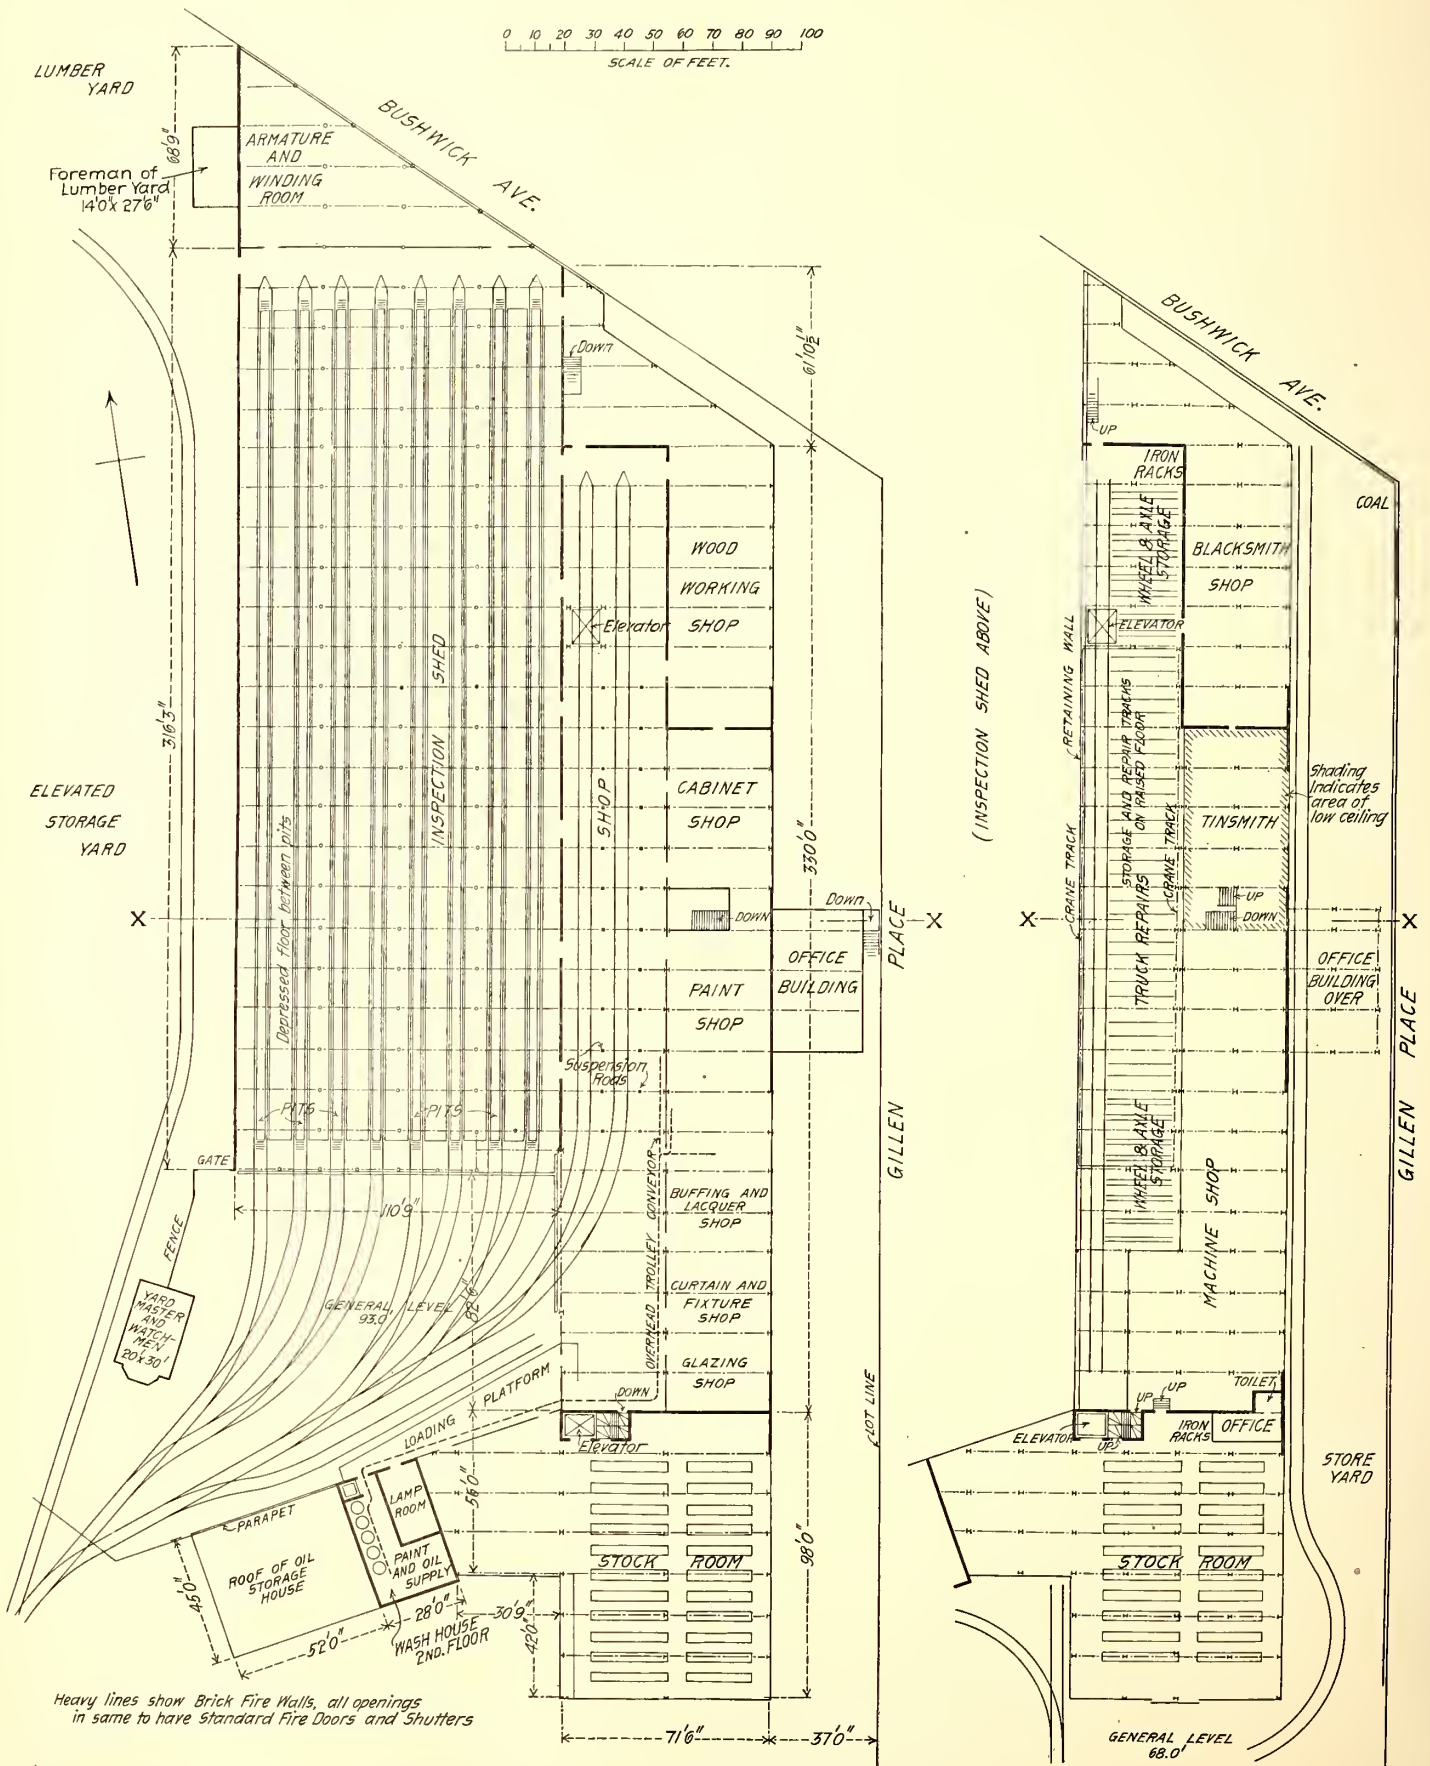 0 10 20 30 40 50 60 70 80 90 100
SCALE OF FEET.
LUMBER
YARD
68'9"
Foreman of
Lumber Yard
14'0"x 27'6"
ARMATURE
AND
WINDING
ROOM
BUSHWICK AVE.
Down
61'10½"
316'3"
ELEVATED
STORAGE
YARD
Depressed floor between pits
INSPECTION SHED
SHOP
Elevator
WOOD
WORKING
SHOP
CABINET
SHOP
330'0"
X
DOWN
Down
X
OFFICE
BUILDING
PAINT
SHOP
Suspension
Rods
PITS
PITS
GATE
110'9"
FENCE
YARD
MASTER
AND
WATCH-
MEN
20'x30'
GENERAL LEVEL
93.0
82'6"
OVERHEAD TROLLEY CONVEYOR
BUFFING AND
LACQUER
SHOP
CURTAIN AND
FIXTURE
SHOP
GLAZING
SHOP
DOWN
Elevator
LOADING PLATFORM
56'0"
LAMP
ROOM
PARAPET
ROOF OF OIL
STORAGE
HOUSE
PAINT
AND OIL
SUPPLY
45'0"
52'0"
28'0"
30'9"
42'0"
WASH HOUSE
2ND. FLOOR
STOCK ROOM
98'0"
71'6"
37'0"
GILLEN PLACE
LOT LINE
Heavy lines show Brick Fire Walls, all openings
in same to have Standard Fire Doors and Shutters
BUSHWICK AVE.
UP
IRON
RACKS
COAL
WHEEL & AXLE
STORAGE
BLACKSMITH
SHOP
ELEVATOR
(INSPECTION SHED ABOVE)
RETAINING WALL
CRANE TRACK
STORAGE AND REPAIR TRACKS
ON RAISED FLOOR
TRUCK REPAIRS
CRANE TRACK
TINSMITH
Shading
Indicates
area of
low ceiling
X
UP
DOWN
X
OFFICE
BUILDING
OVER
WHEEL & AXLE
STORAGE
MACHINE SHOP
GILLEN PLACE
UP
UP
UP
TOILET
ELEVATOR
IRON
RACKS
OFFICE
STORE
YARD
STOCK ROOM
GENERAL LEVEL
68.0'